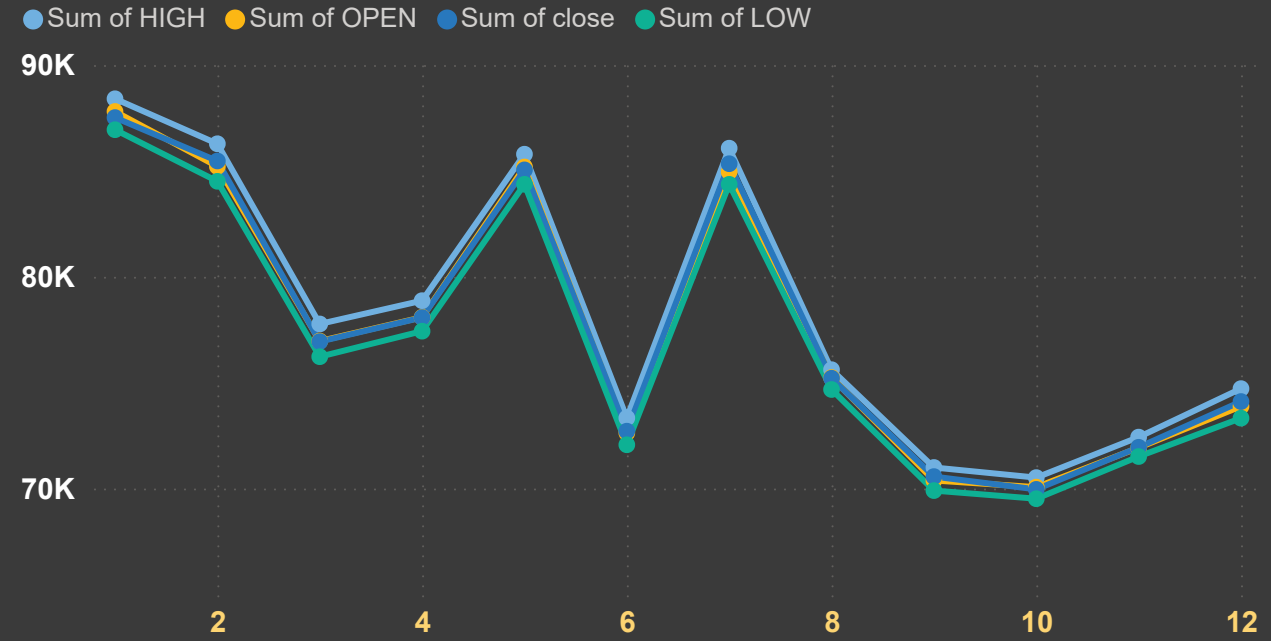 Sum of HIGH Sum of OPEN Sum of close Sum of LOW
90K
80K
70K
2 4 6 8 10 12